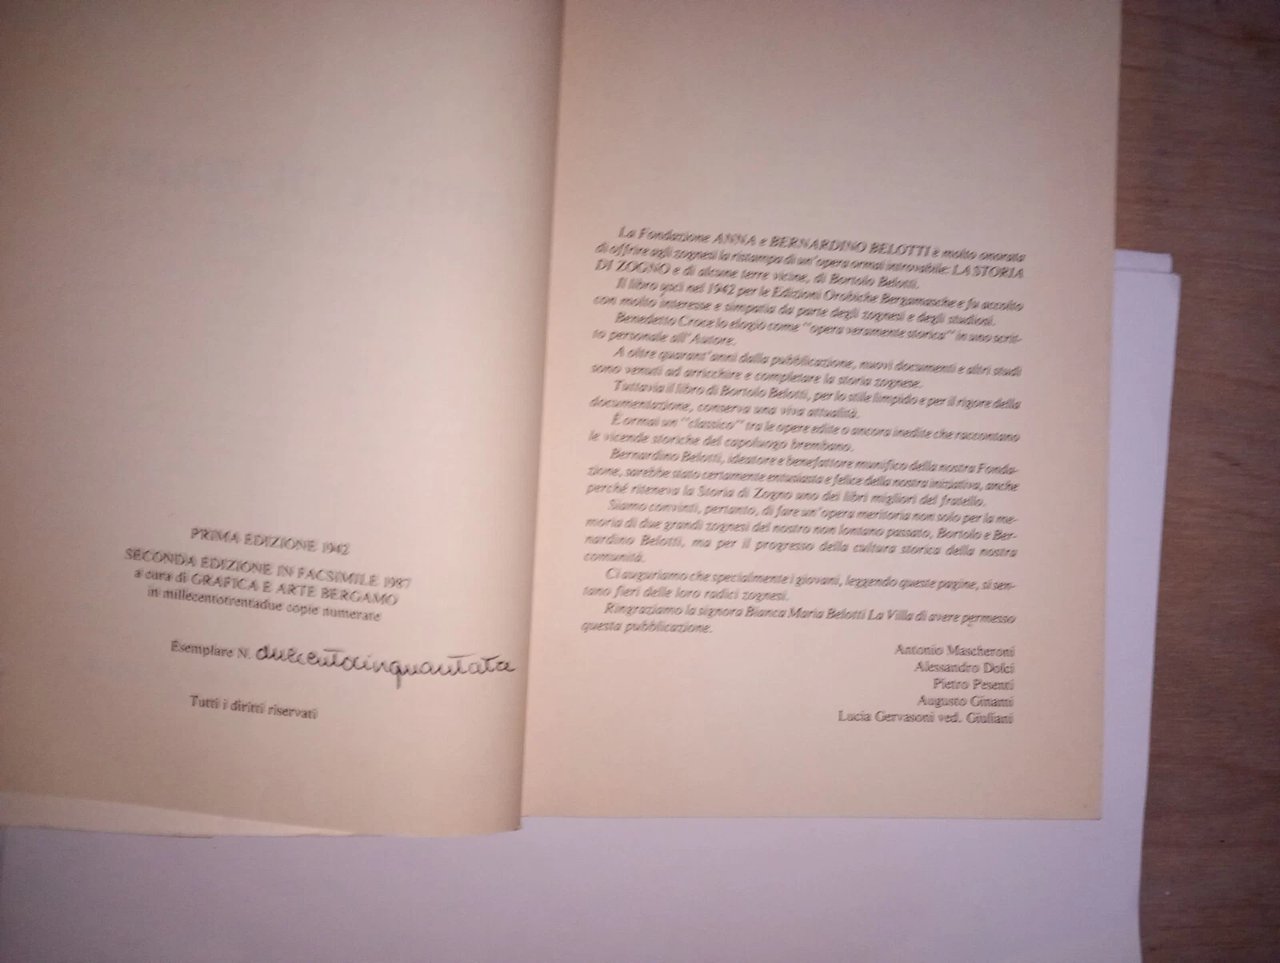 PRIMA EDIZIONE 1942
SECONDA EDIZIONE IN FACSIMILE 1987
a cura di GRAFICA E ARTE BERGAMO
in millecentotrentadue copie numerate
Esemplare N.
Tutti i diritti riservati
La Fondazione ANNA e BERNARDINO BELOTTI è molto onorata
di offrire agli zognesi la ristampa di un'opera ormai introvabile: LA STORIA
DI ZOGNO e di alcune terre vicine, di Bortolo Belotti.
Il libro uscì nel 1942 per le Edizioni Orobiche Bergamasche e fu accolto
con molto interesse e simpatia da parte degli zognesi e degli studiosi.
Benedetto Croce lo elogiò come "opera veramente storica" in uno scrit-
to personale all'Autore.
A oltre quarant'anni dalla pubblicazione, nuovi documenti e altri studi
sono venuti ad arricchire e completare la storia zognese.
Tuttavia il libro di Bortolo Belotti, per lo stile limpido e per il rigore della
documentazione, conserva una viva attualità.
È ormai un "classico" tra le opere edite o ancora inedite che raccontano
le vicende storiche del capoluogo brembano.
Bernardino Belotti, ideatore e benefattore munifico della nostra Fonda-
zione, sarebbe stato certamente entusiasta e felice della nostra iniziativa, anche
perché riteneva la Storia di Zogno uno dei libri migliori del fratello.
Siamo convinti, pertanto, di fare un'opera meritoria non solo per la me-
moria di due grandi zognesi del nostro non lontano passato, Bortolo e Ber-
nardino Belotti, ma per il progresso della cultura storica della nostra
comunità.
Ci auguriamo che specialmente i giovani, leggendo queste pagine, si sen-
tano fieri delle loro radici zognesi.
Ringraziamo la signora Bianca Maria Belotti La Villa di avere permesso
questa pubblicazione.
Antonio Mascheroni
Alessandro Dolci
Pietro Pesenti
Augusto Ginami
Lucia Gervasoni ved. Giuliani